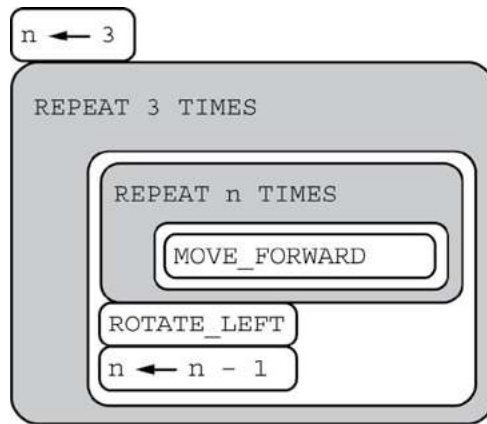 n ← 3
REPEAT 3 TIMES
REPEAT n TIMES
MOVE_FORWARD
ROTATE_LEFT
n ← n - 1